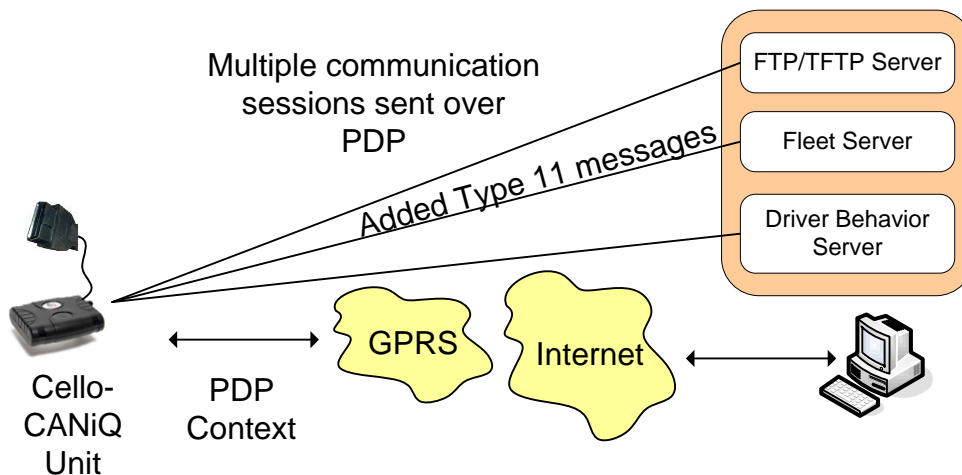 Multiple communication
sessions sent over
PDP
FTP/TFTP Server
Fleet Server
Driver Behavior
Server
Added Type 11 messages
GPRS
Internet
PDP
Context
Cello-
CANiQ
Unit